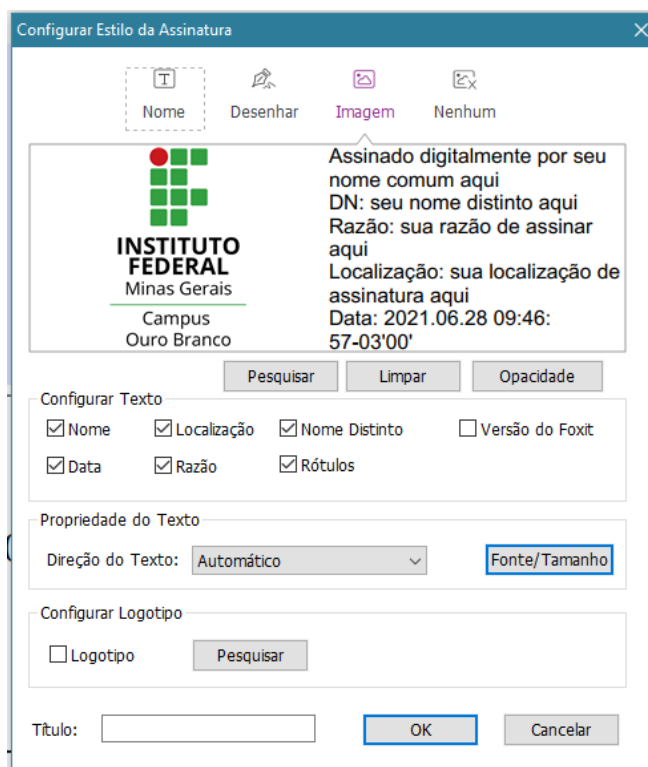 Configurar Estilo da Assinatura
T
Nome
Desenhar
Imagem
Nenhum
INSTITUTO
FEDERAL
Minas Gerais
Campus
Ouro Branco
Assinado digitalmente por seu
nome comum aqui
DN: seu nome distinto aqui
Razão: sua razão de assinar
aqui
Localização: sua localização de
assinatura aqui
Data: 2021.06.28 09:46:
57-03'00'
Pesquisar
Limpar
Opacidade
Configurar Texto
Nome
Localização
Nome Distinto
Versão do Foxit
Data
Razão
Rótulos
Propriedade do Texto
Direção do Texto:
Automático
Fonte/Tamanho
Configurar Logotipo
Logotipo
Pesquisar
Título:
OK
Cancelar